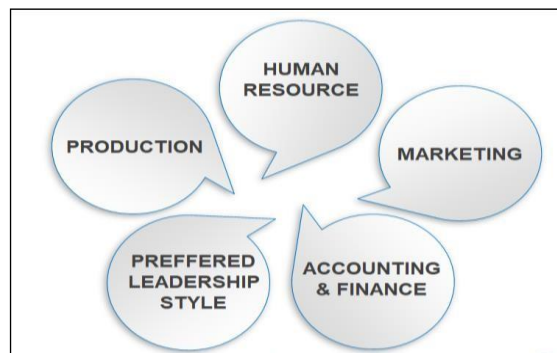 HUMAN
RESOURCE
PRODUCTION
MARKETING
PREFFERED
LEADERSHIP
STYLE
ACCOUNTING
& FINANCE